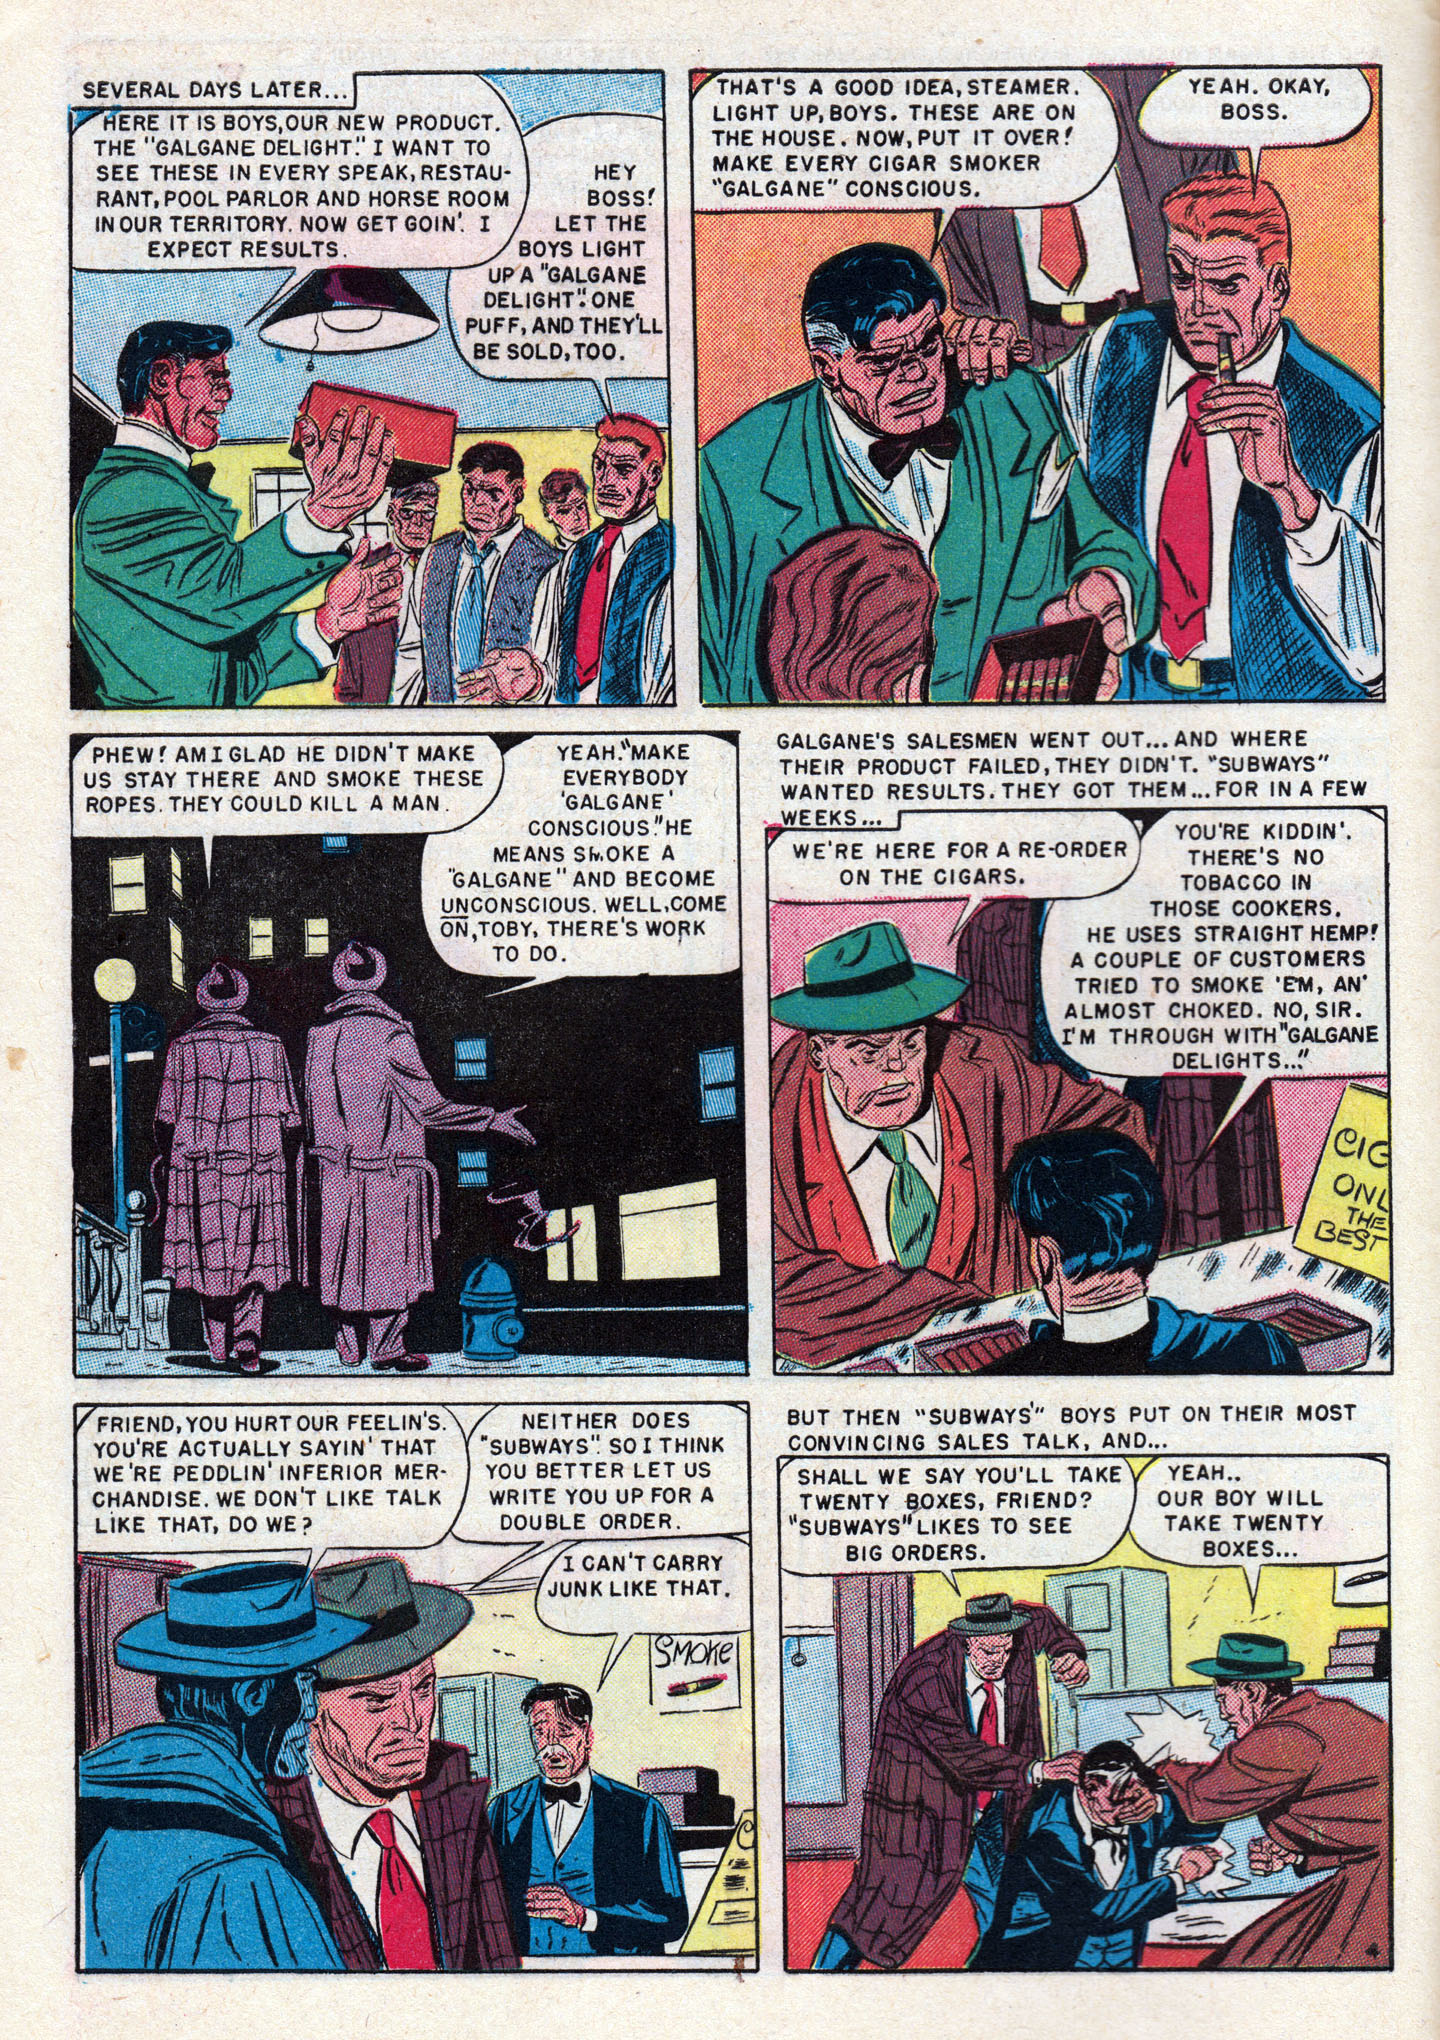 SEVERAL DAYS LATER...
HERE IT IS BOYS, OUR NEW PRODUCT.
THE "GALGANE DELIGHT." I WANT TO
SEE THESE IN EVERY SPEAK, RESTAU-
RANT, POOL PARLOR AND HORSE ROOM
IN OUR TERRITORY. NOW GET GOIN'. I
EXPECT RESULTS.
HEY
BOSS!
LET THE
BOYS LIGHT
UP A "GALGANE
DELIGHT". ONE
PUFF, AND THEY'LL
BE SOLD, TOO.
THAT'S A GOOD IDEA, STEAMER.
LIGHT UP, BOYS. THESE ARE ON
THE HOUSE. NOW, PUT IT OVER!
MAKE EVERY CIGAR SMOKER
"GALGANE" CONSCIOUS.
YEAH. OKAY,
BOSS.
PHEW! AM I GLAD HE DIDN'T MAKE
US STAY THERE AND SMOKE THESE
ROPES. THEY COULD KILL A MAN.
YEAH. "MAKE
EVERYBODY
'GALGANE'
CONSCIOUS." HE
MEANS SMOKE A
"GALGANE" AND BECOME
UNCONSCIOUS. WELL, COME
ON, TOBY, THERE'S WORK
TO DO.
GALGANE'S SALESMEN WENT OUT... AND WHERE
THEIR PRODUCT FAILED, THEY DIDN'T. "SUBWAYS"
WANTED RESULTS. THEY GOT THEM... FOR IN A FEW
WEEKS...
WE'RE HERE FOR A RE-ORDER
ON THE CIGARS.
YOU'RE KIDDIN'.
THERE'S NO
TOBACCO IN
THOSE COOKERS.
HE USES STRAIGHT HEMP!
A COUPLE OF CUSTOMERS
TRIED TO SMOKE 'EM, AN'
ALMOST CHOKED. NO, SIR.
I'M THROUGH WITH "GALGANE
DELIGHTS..."
CIG
ONL
THE
BEST
FRIEND, YOU HURT OUR FEELIN'S.
YOU'RE ACTUALLY SAYIN' THAT
WE'RE PEDDLIN' INFERIOR MER-
CHANDISE. WE DON'T LIKE TALK
LIKE THAT, DO WE?
NEITHER DOES
"SUBWAYS". SO I THINK
YOU BETTER LET US
WRITE YOU UP FOR A
DOUBLE ORDER.
I CAN'T CARRY
JUNK LIKE THAT.
SMOKE
C
BUT THEN "SUBWAYS'" BOYS PUT ON THEIR MOST
CONVINCING SALES TALK, AND...
SHALL WE SAY YOU'LL TAKE
TWENTY BOXES, FRIEND?
"SUBWAYS" LIKES TO SEE
BIG ORDERS.
YEAH..
OUR BOY WILL
TAKE TWENTY
BOXES...
4